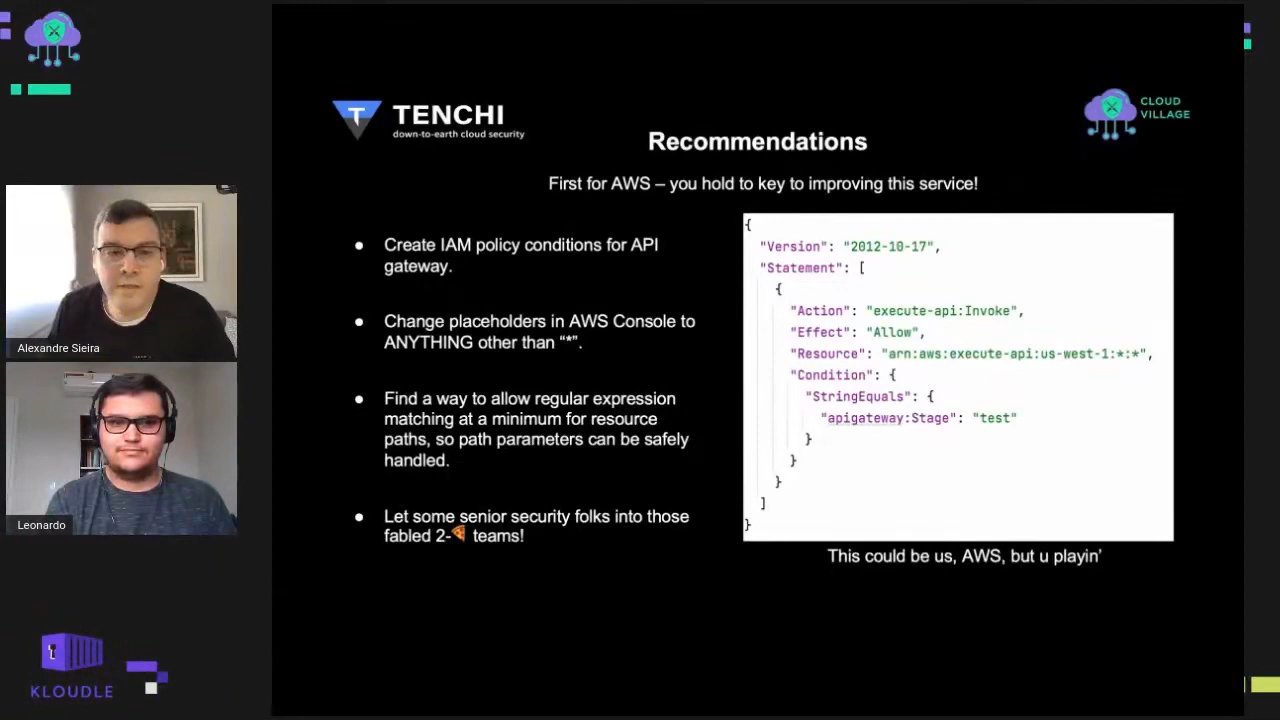 TENCHI
down-to-earth cloud security
CLOUD
VILLAGE
Recommendations
First for AWS – you hold to key to improving this service!
● Create IAM policy conditions for API
gateway.
● Change placeholders in AWS Console to
ANYTHING other than “*”.
● Find a way to allow regular expression
matching at a minimum for resource
paths, so path parameters can be safely
handled.
● Let some senior security folks into those
fabled 2-🍕 teams!
{
"Version": "2012-10-17",
"Statement": [
{
"Action": "execute-api:Invoke",
"Effect": "Allow",
"Resource": "arn:aws:execute-api:us-west-1:*:*",
"Condition": {
"StringEquals": {
"apigateway:Stage": "test"
}
}
}
]
}
This could be us, AWS, but u playin’
Alexandre Sieira
Leonardo
KLOUDLE